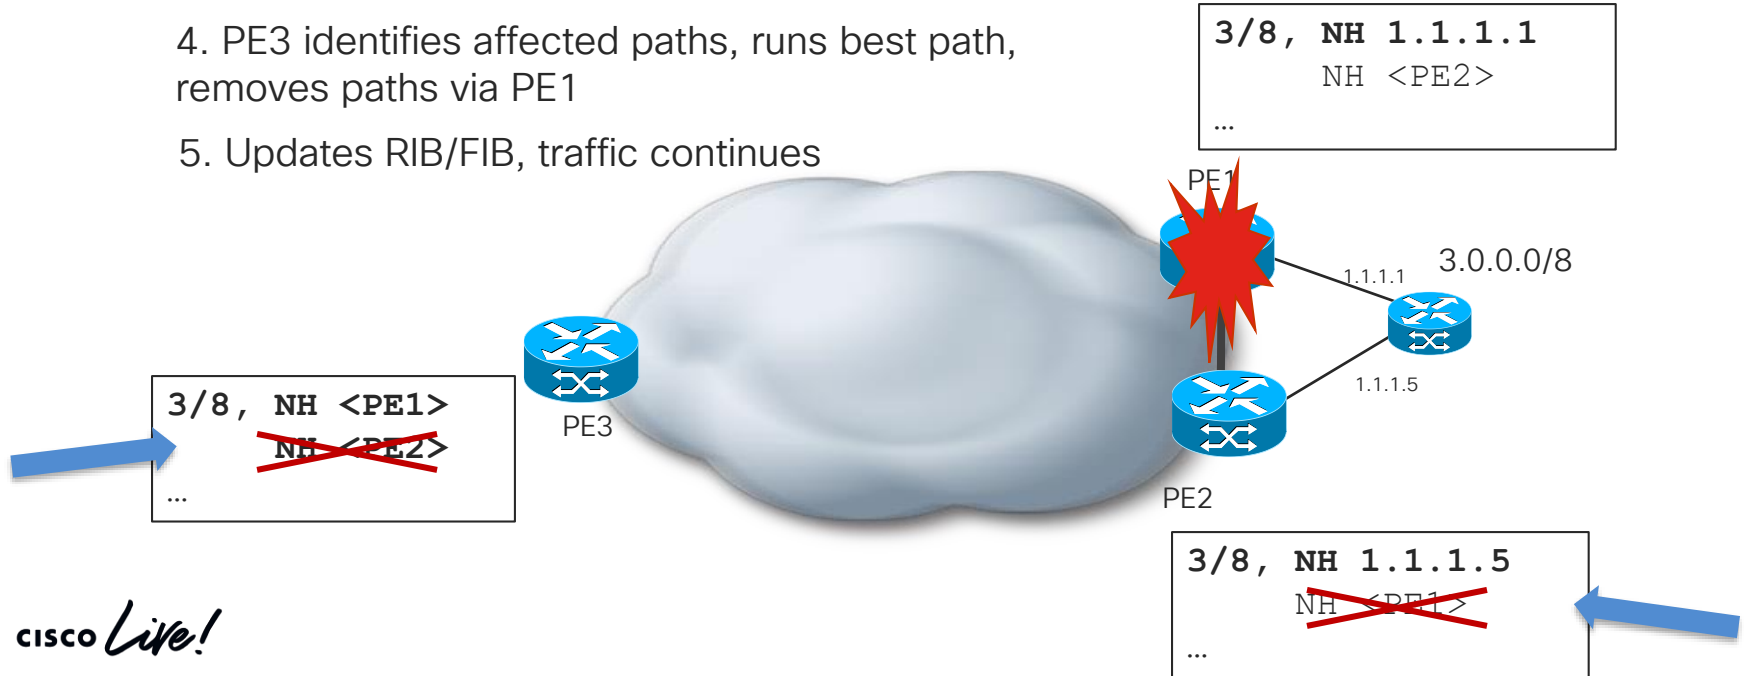 4. PE3 identifies affected paths, runs best path,
removes paths via PE1
5. Updates RIB/FIB, traffic continues
3/8, NH 1.1.1.1
NH <PE2>
...
PE1
1.1.1.1
3.0.0.0/8
1.1.1.5
PE3
PE2
3/8, NH <PE1>
NH <PE2>
...
3/8, NH 1.1.1.5
NH <PE1>
...
CISCO Live!